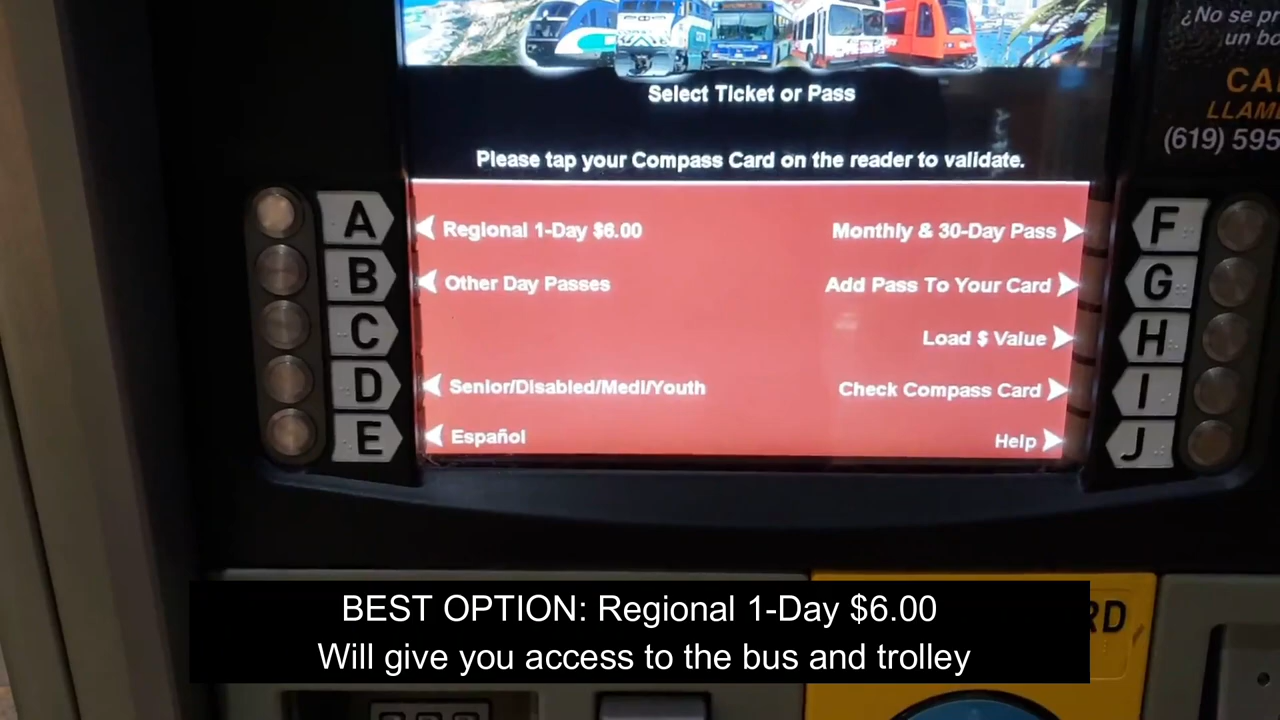 ¿No se pr
un bo
CA
LLAM
(619) 595
Select Ticket or Pass
Please tap your Compass Card on the reader to validate.
A
Regional 1-Day $6.00
Monthly & 30-Day Pass
F
B
Other Day Passes
Add Pass To Your Card
G
C
Load $ Value
H
D
Senior/Disabled/Medi/Youth
Check Compass Card
I
E
Español
Help
J
RD
BEST OPTION: Regional 1-Day $6.00
Will give you access to the bus and trolley